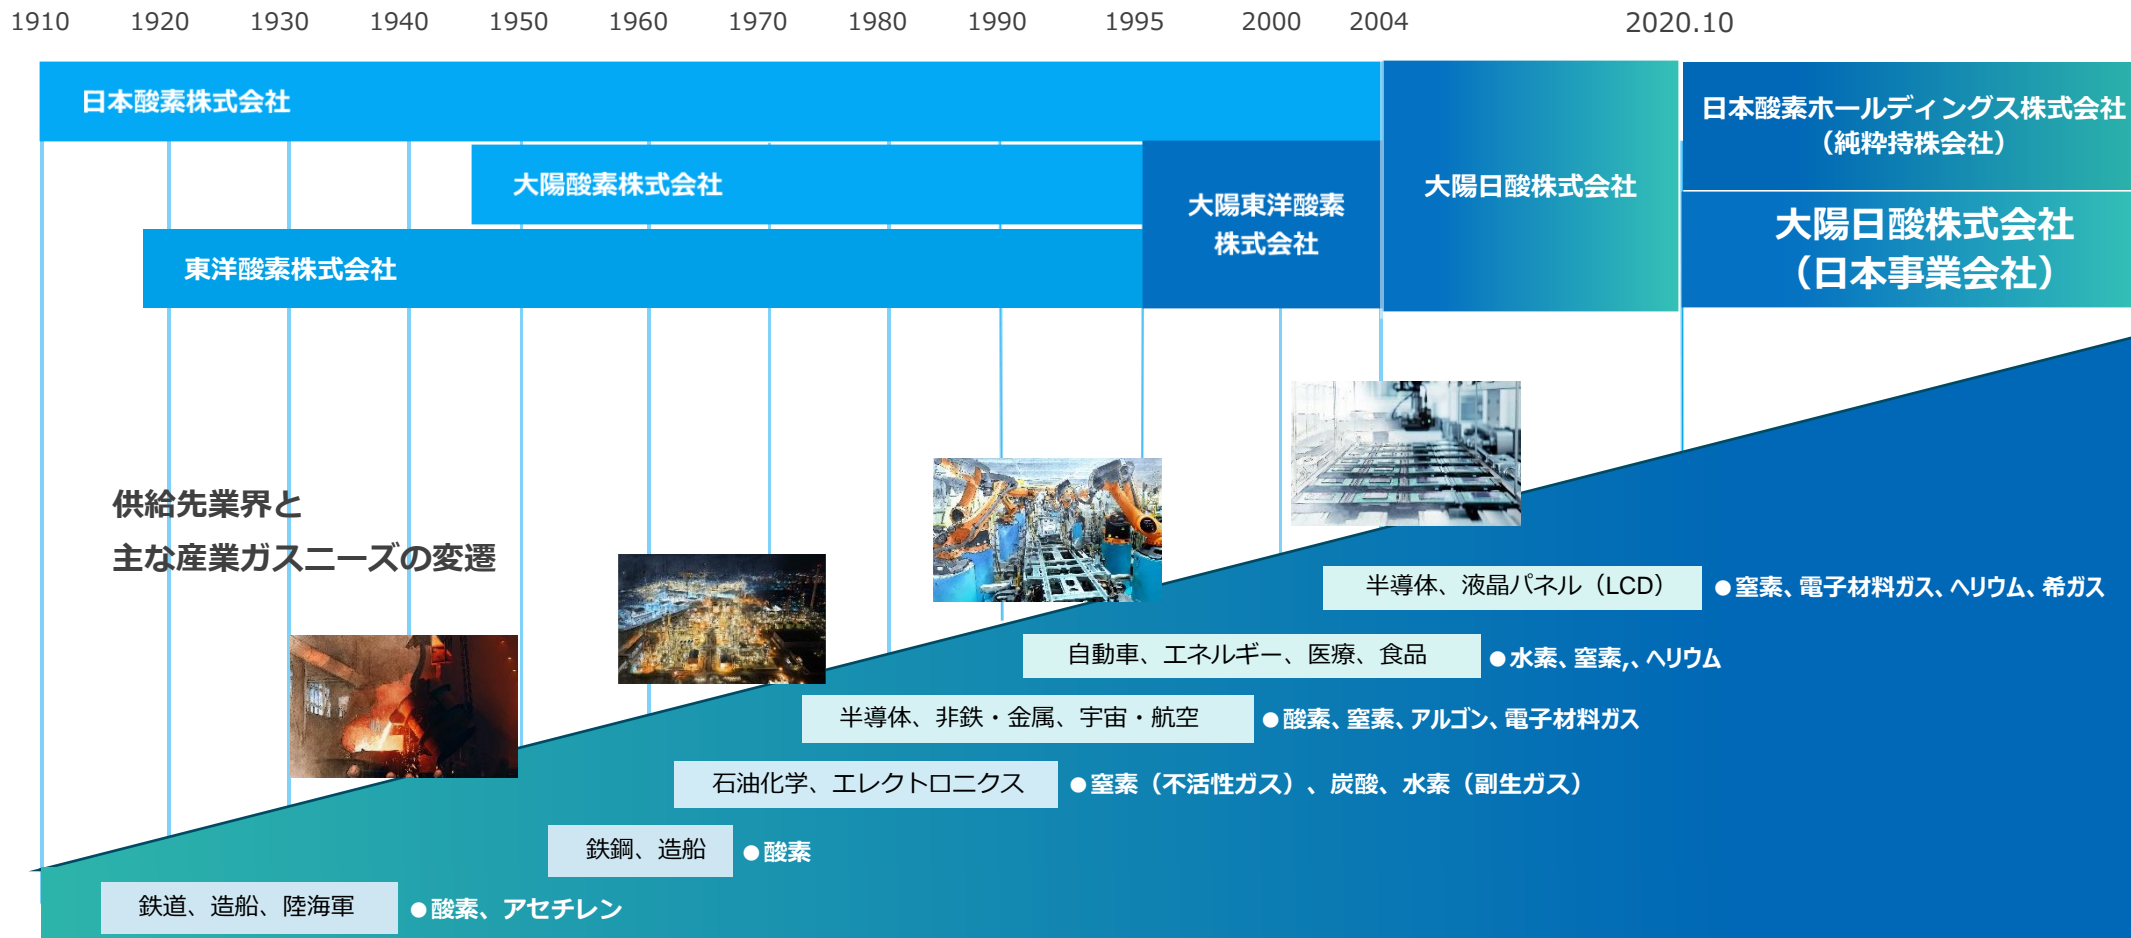 1910 1920 1930 1940 1950 1960 1970 1980 1990 1995 2000 2004 2020.10
日本酸素株式会社
大陽酸素株式会社
東洋酸素株式会社
大陽東洋酸素
株式会社
大陽日酸株式会社
日本酸素ホールディングス株式会社
（純粋持株会社）
大陽日酸株式会社
（日本事業会社）
供給先業界と
主な産業ガスニーズの変遷
半導体、液晶パネル（LCD） ●窒素、電子材料ガス、ヘリウム、希ガス
自動車、エネルギー、医療、食品 ●水素、窒素,、ヘリウム
半導体、非鉄・金属、宇宙・航空 ●酸素、窒素、アルゴン、電子材料ガス
石油化学、エレクトロニクス ●窒素（不活性ガス）、炭酸、水素（副生ガス）
鉄鋼、造船 ●酸素
鉄道、造船、陸海軍 ●酸素、アセチレン